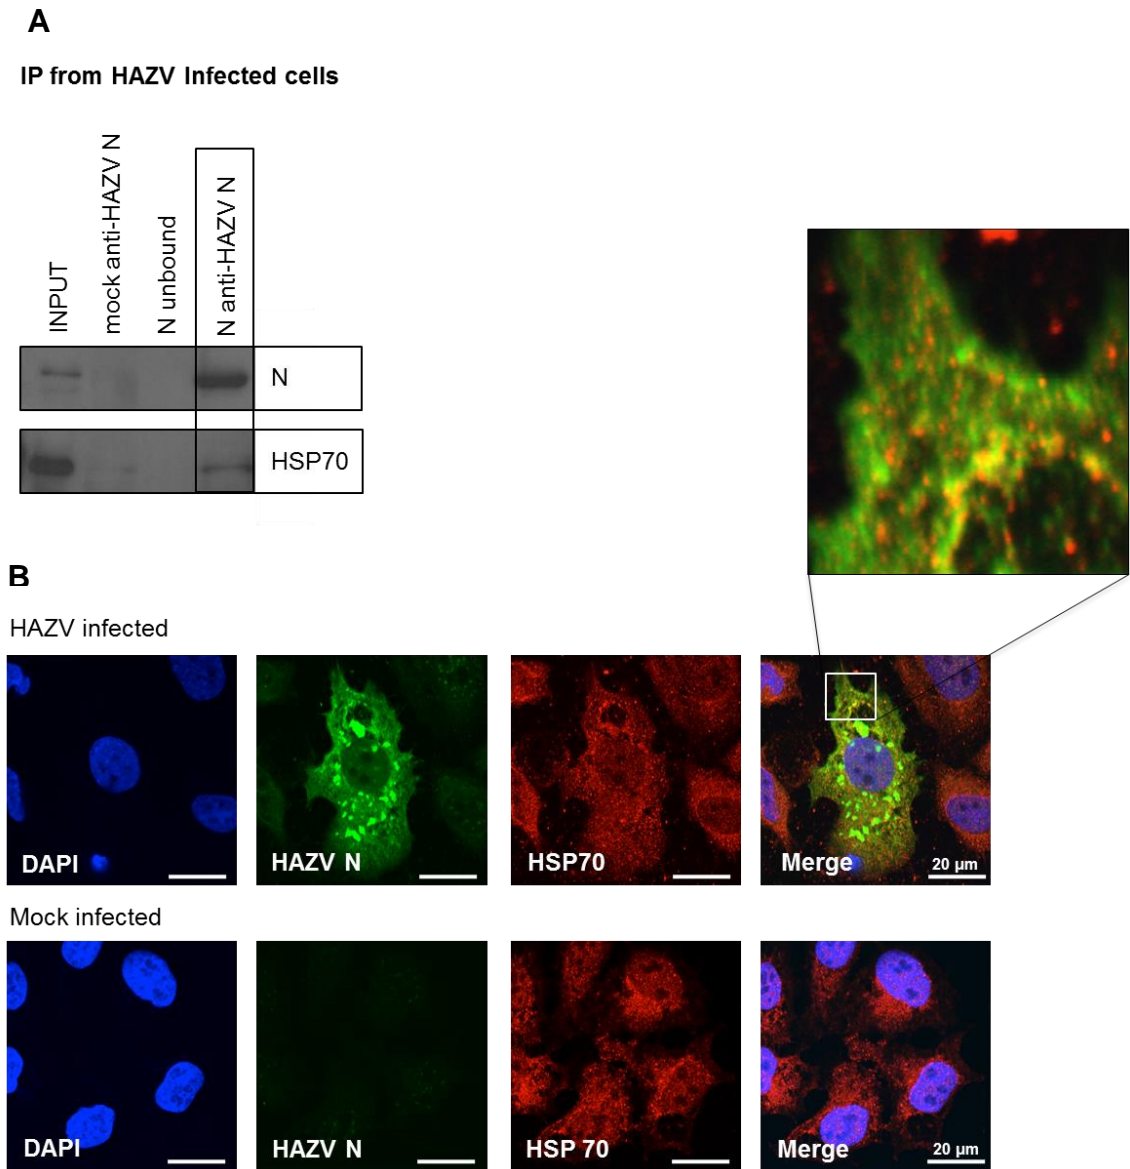 A
IP from HAZV Infected cells
INPUT
mock anti-HAZV N
N unbound
N anti-HAZV N
N
HSP70
B
HAZV infected
DAPI
HAZV N
HSP70
Merge
20 µm
Mock infected
DAPI
HAZV N
HSP 70
Merge
20 µm